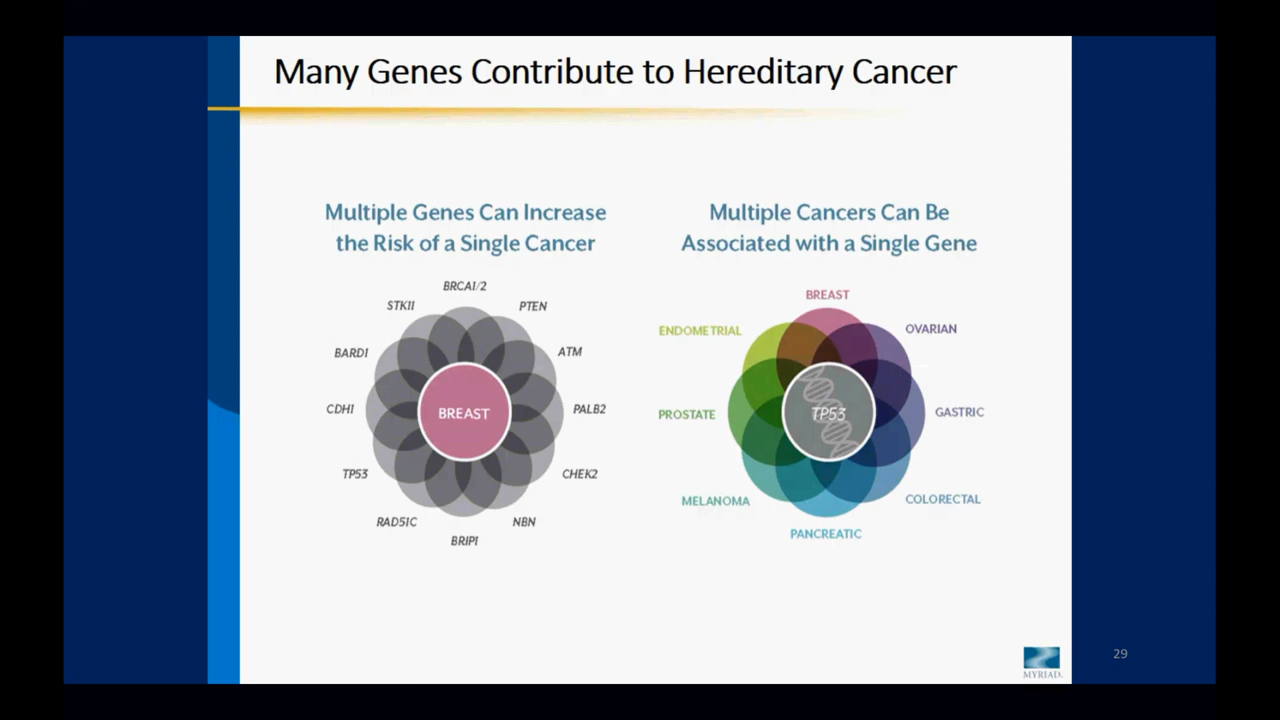 Many Genes Contribute to Hereditary Cancer
Multiple Genes Can Increase
the Risk of a Single Cancer
BRCA1/2
PTEN
ATM
PALB2
CHEK2
NBN
BRIP1
RAD51C
TP53
CDH1
BARD1
STK11
BREAST
Multiple Cancers Can Be
Associated with a Single Gene
BREAST
OVARIAN
GASTRIC
COLORECTAL
PANCREATIC
MELANOMA
PROSTATE
ENDOMETRIAL
TP53
MYRIAD.
29